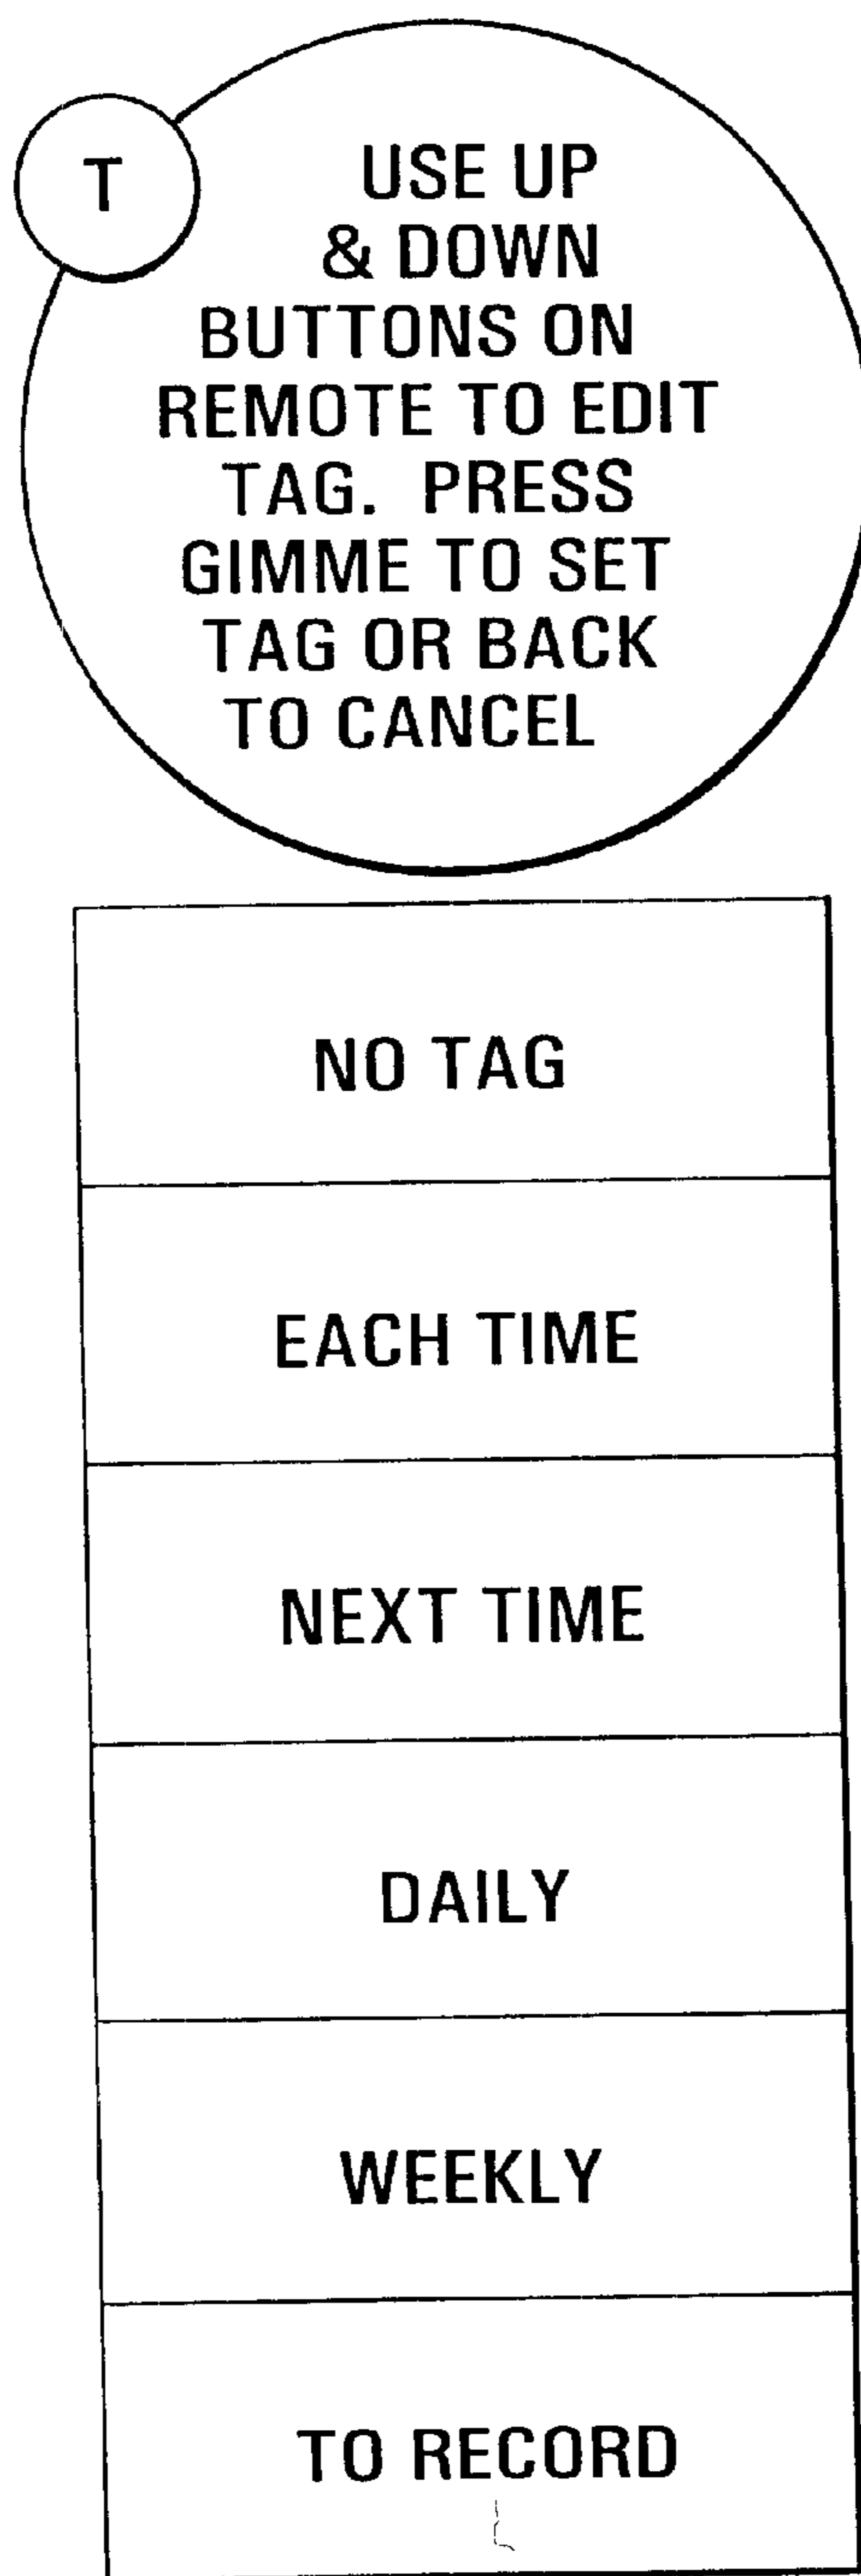 T
USE UP
& DOWN
BUTTONS ON
REMOTE TO EDIT
TAG. PRESS
GIMME TO SET
TAG OR BACK
TO CANCEL
NO TAG
EACH TIME
NEXT TIME
DAILY
WEEKLY
TO RECORD